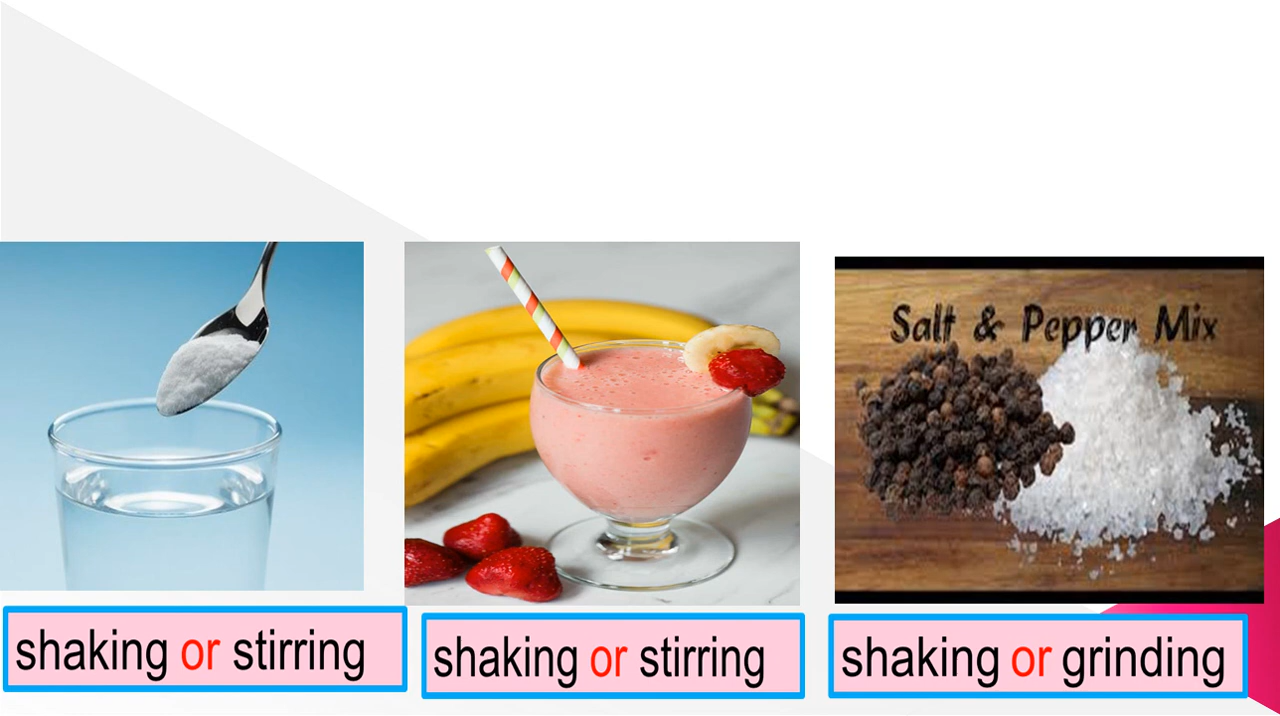 Salt & Pepper Mix
shaking or stirring
shaking or stirring
shaking or grinding